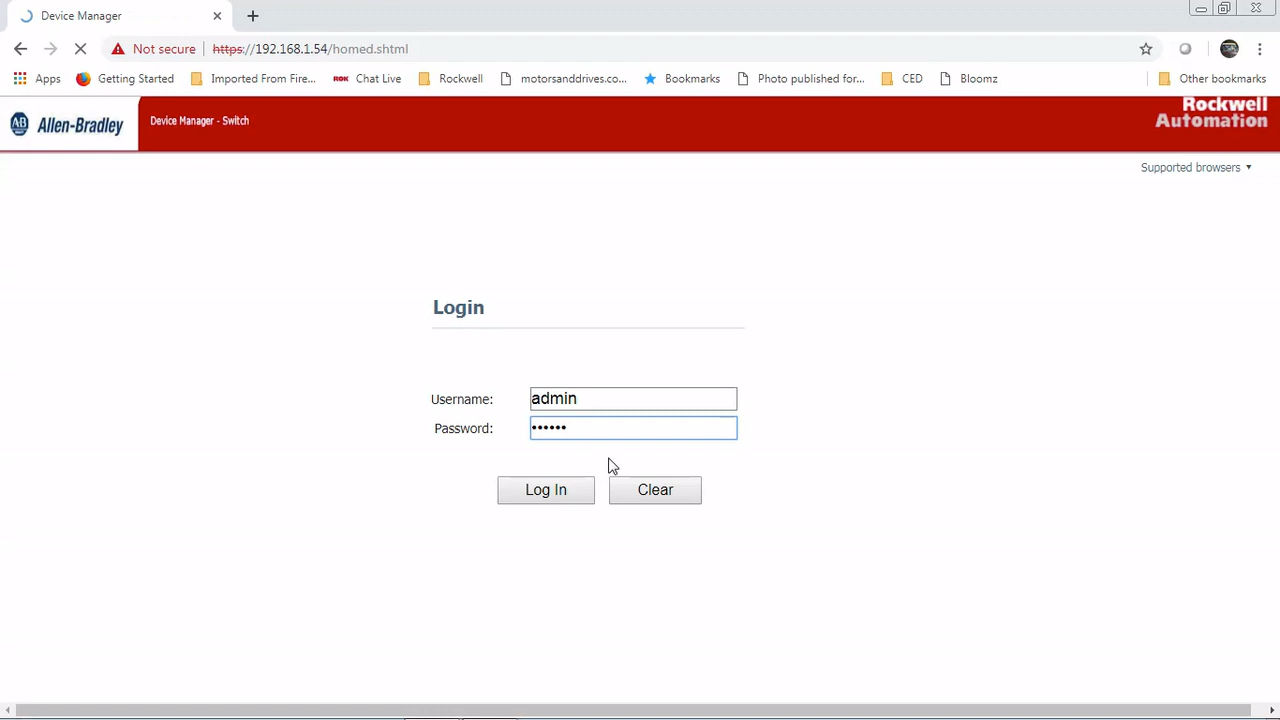 Device Manager
Not secure https://192.168.1.54/homed.shtml
Apps Getting Started Imported From Fire... ROK Chat Live Rockwell motorsanddrives.co... Bookmarks Photo published for... CED Bloomz Other bookmarks
AB Allen-Bradley Device Manager - Switch Rockwell
Automation
Supported browsers
Login
Username: admin
Password: ••••••
Log In Clear